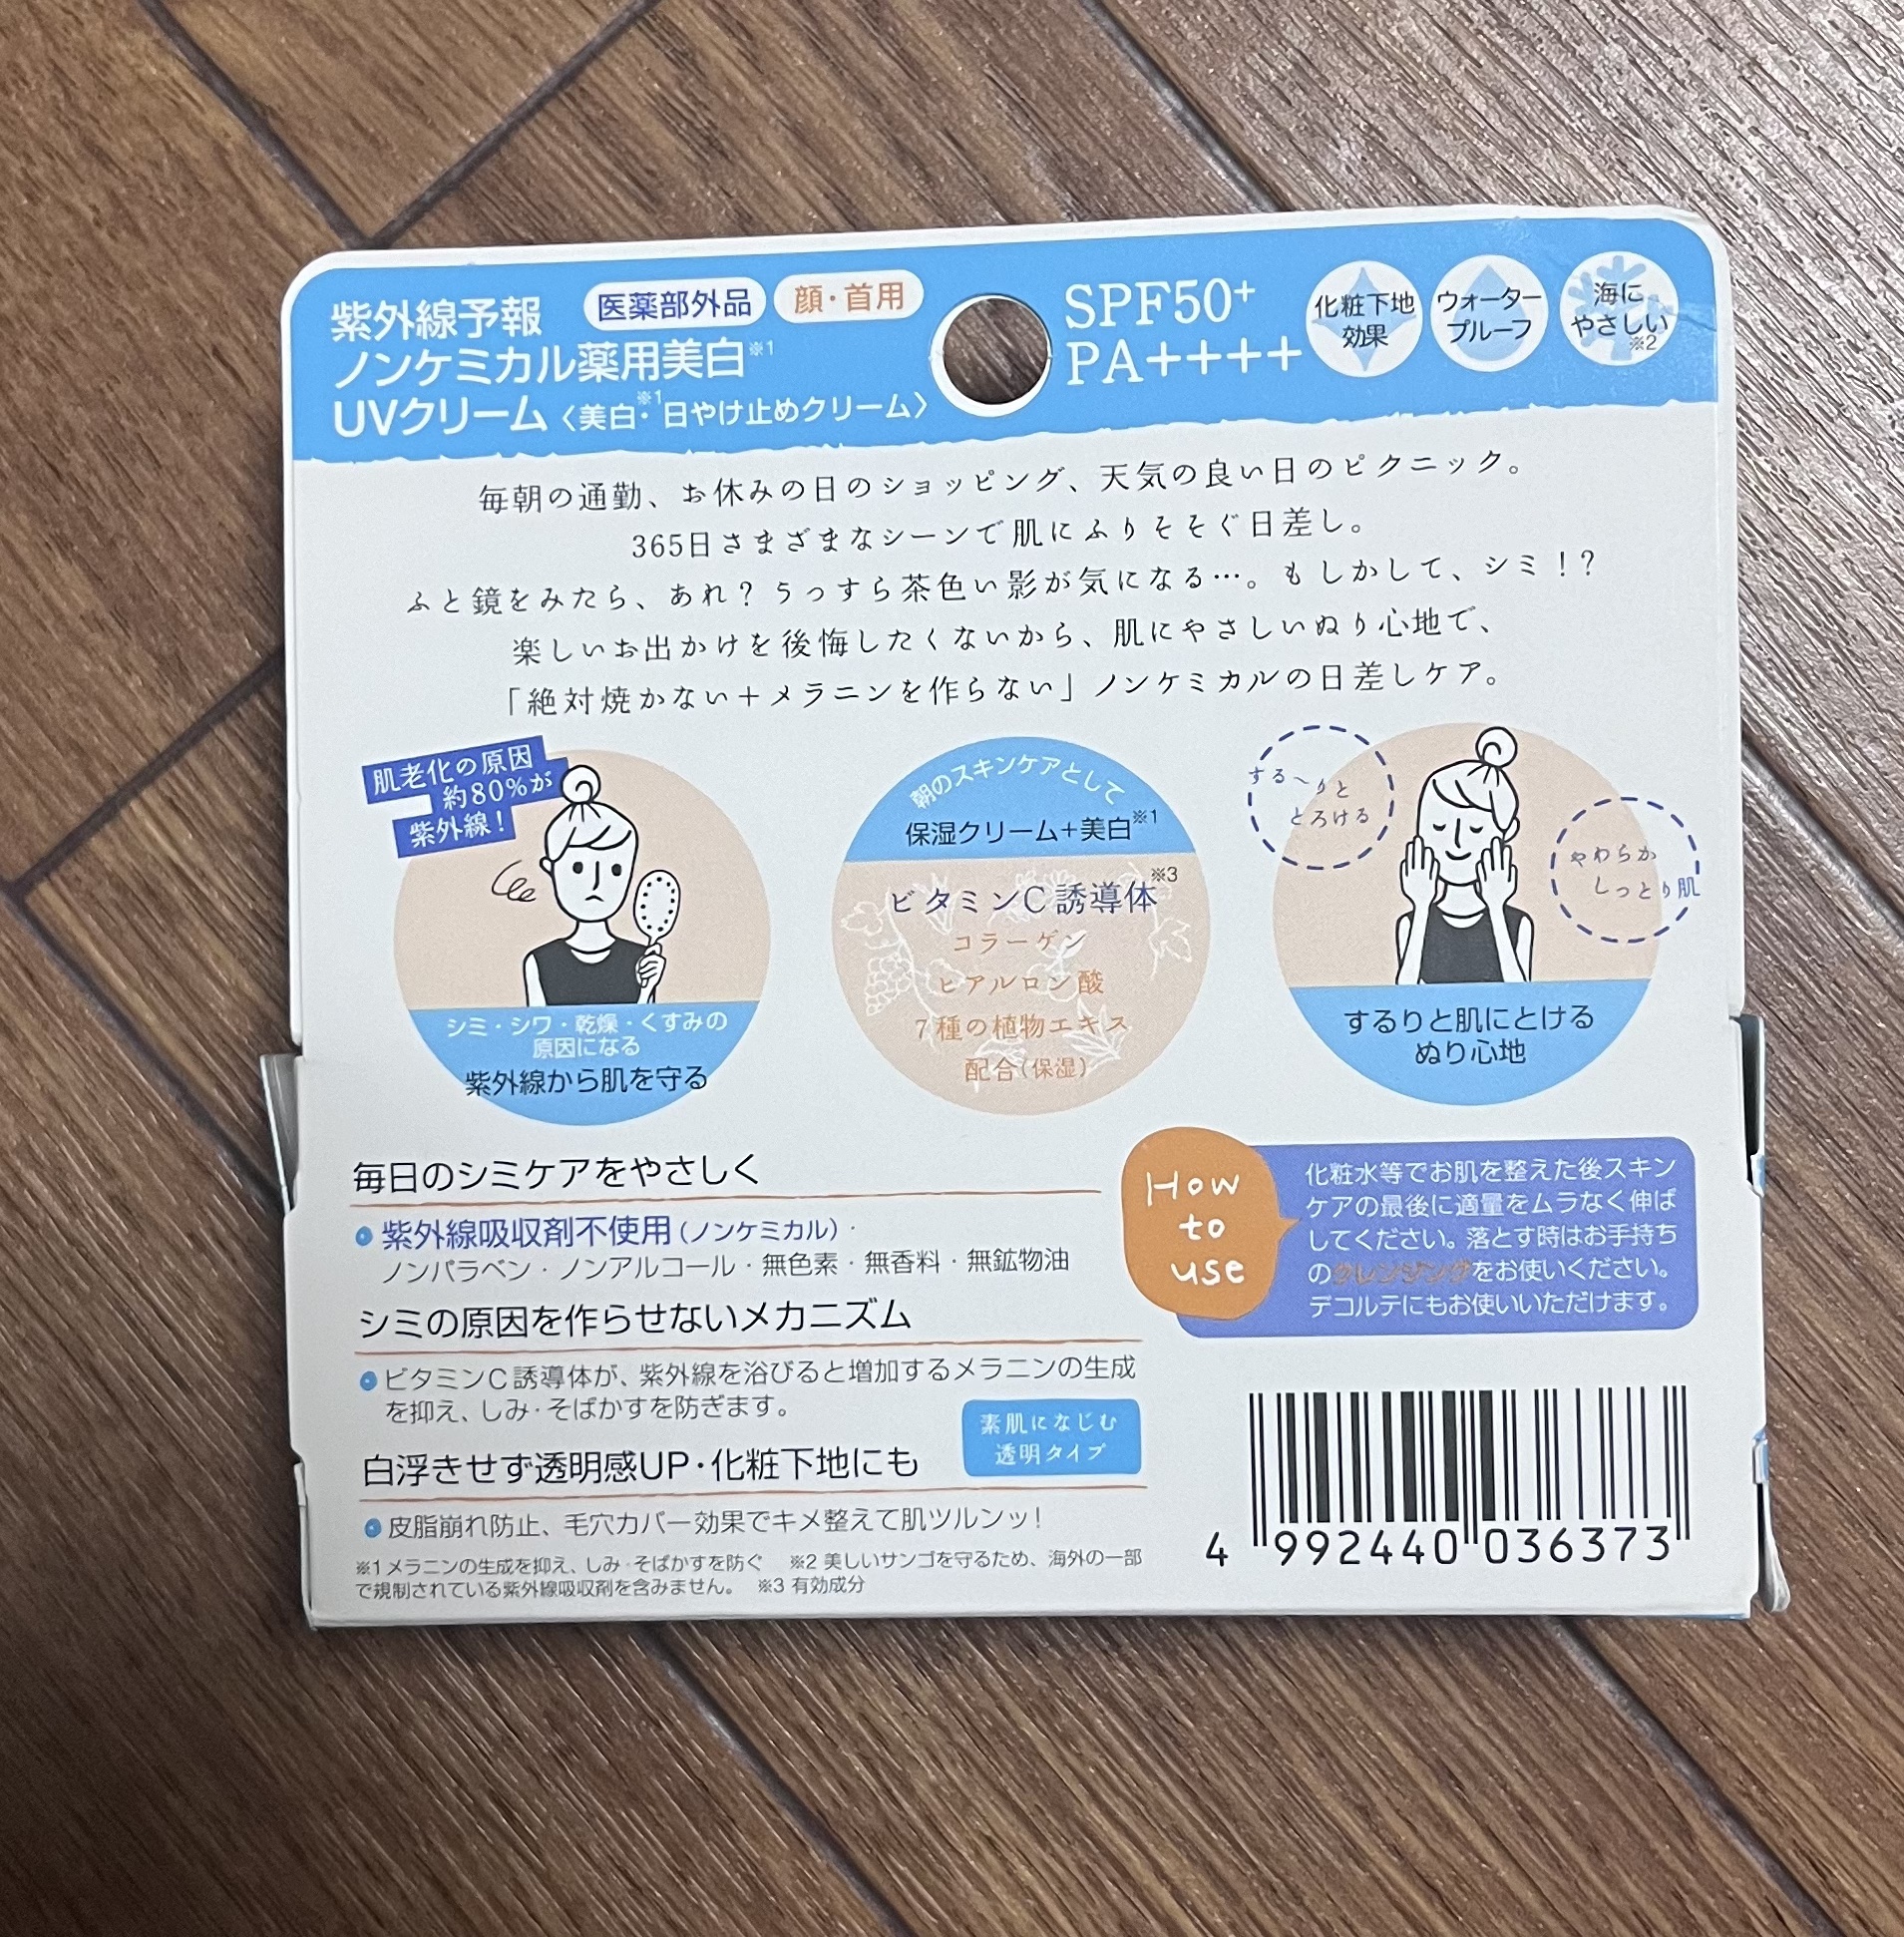 紫外線予報
医薬部外品
顔・首用
ノンケミカル薬用美白※1
UVクリーム〈美白※1・日やけ止めクリーム〉
SPF50+
PA++++
化粧下地
効果
ウォーター
プルーフ
海に
やさしい
※2
毎朝の通勤、お休みの日のショッピング、天気の良い日のピクニック。
365日さまざまなシーンで肌にふりそそぐ日差し。
ふと鏡をみたら、あれ?うっすら茶色い影が気になる…。もしかして、シミ!?
楽しいお出かけを後悔したくないから、肌にやさしいぬり心地で、
「絶対焼かない+メラニンを作らない」ノンケミカルの日差しケア。
肌老化の原因
約80%が
紫外線!
シミ・シワ・乾燥・くすみの
原因になる
紫外線から肌を守る
朝のスキンケアとして
保湿クリーム+美白※1
ビタミンC誘導体※3
コラーゲン
ヒアルロン酸
7種の植物エキス
配合(保湿)
する〜りと
とろける
やわらか
しっとり肌
するりと肌にとける
ぬり心地
毎日のシミケアをやさしく
紫外線吸収剤不使用(ノンケミカル)・
ノンパラベン・ノンアルコール・無色素・無香料・無鉱物油
シミの原因を作らせないメカニズム
ビタミンC誘導体が、紫外線を浴びると増加するメラニンの生成
を抑え、しみ・そばかすを防ぎます。
白浮きせず透明感UP・化粧下地にも
素肌になじむ
透明タイプ
皮脂崩れ防止、毛穴カバー効果でキメ整えて肌ツルンッ!
※1 メラニンの生成を抑え、しみ・そばかすを防ぐ ※2 美しいサンゴを守るため、海外の一部
で規制されている紫外線吸収剤を含みません。 ※3 有効成分
How
to
use
化粧水等でお肌を整えた後スキン
ケアの最後に適量をムラなく伸ば
してください。落とす時はお手持ち
のクレンジングをお使いください。
デコルテにもお使いいただけます。
4 992440 036373